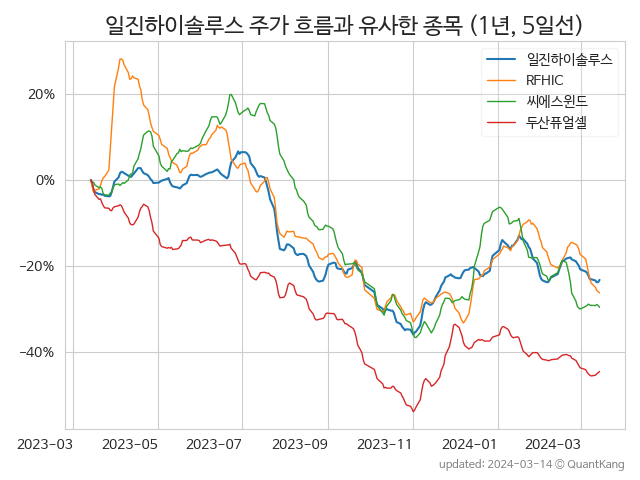 일진하이솔루스 주가 흐름과 유사한 종목 (1년, 5일선)
일진하이솔루스
RFHIC
씨에스윈드
두산퓨얼셀
20%
0%
−20%
−40%
2023-03 2023-05 2023-07 2023-09 2023-11 2024-01 2024-03
updated: 2024-03-14 © QuantKang